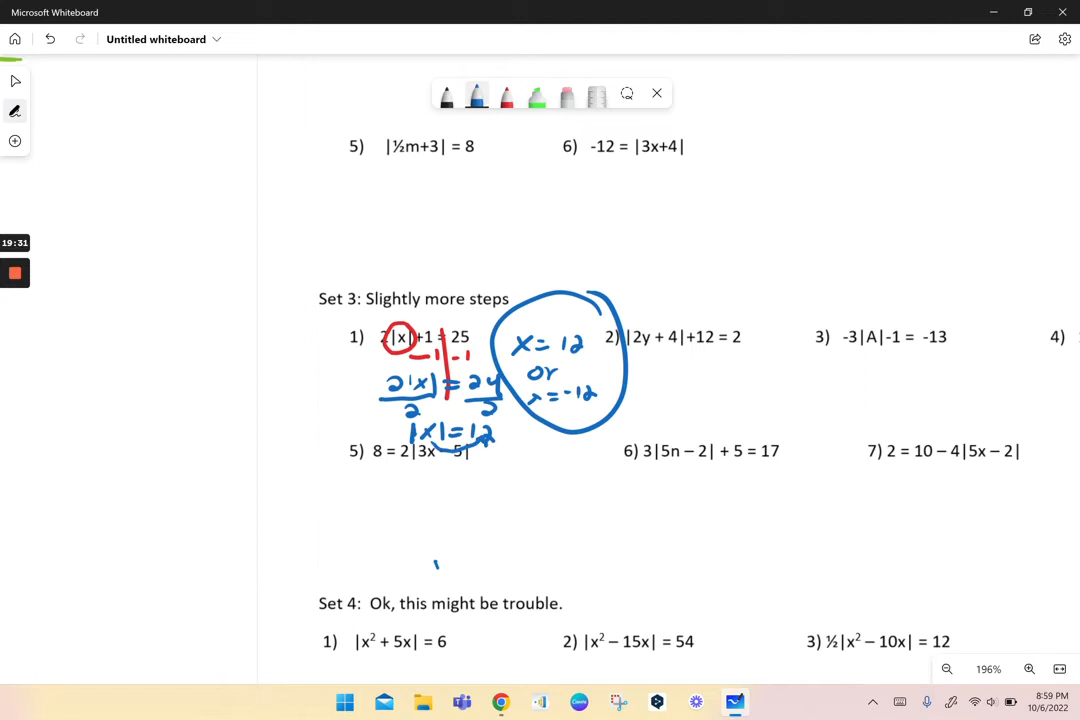 Microsoft Whiteboard
Untitled whiteboard
5) |½m+3| = 8 6) -12 = |3x+4|
19:31
Set 3: Slightly more steps
1) 2|x|+1 = 25 2) |2y + 4|+12 = 2 3) -3|A|-1 = -13 4)
-1 -1
x = 12
or
x = -12
2|x| = 24
2 2
|x| = 12
5) 8 = 2|3x 5| 6) 3|5n – 2| + 5 = 17 7) 2 = 10 – 4|5x – 2|
Set 4: Ok, this might be trouble.
1) |x² + 5x| = 6 2) |x² – 15x| = 54 3) ½|x² – 10x| = 12
196%
8:59 PM
10/6/2022